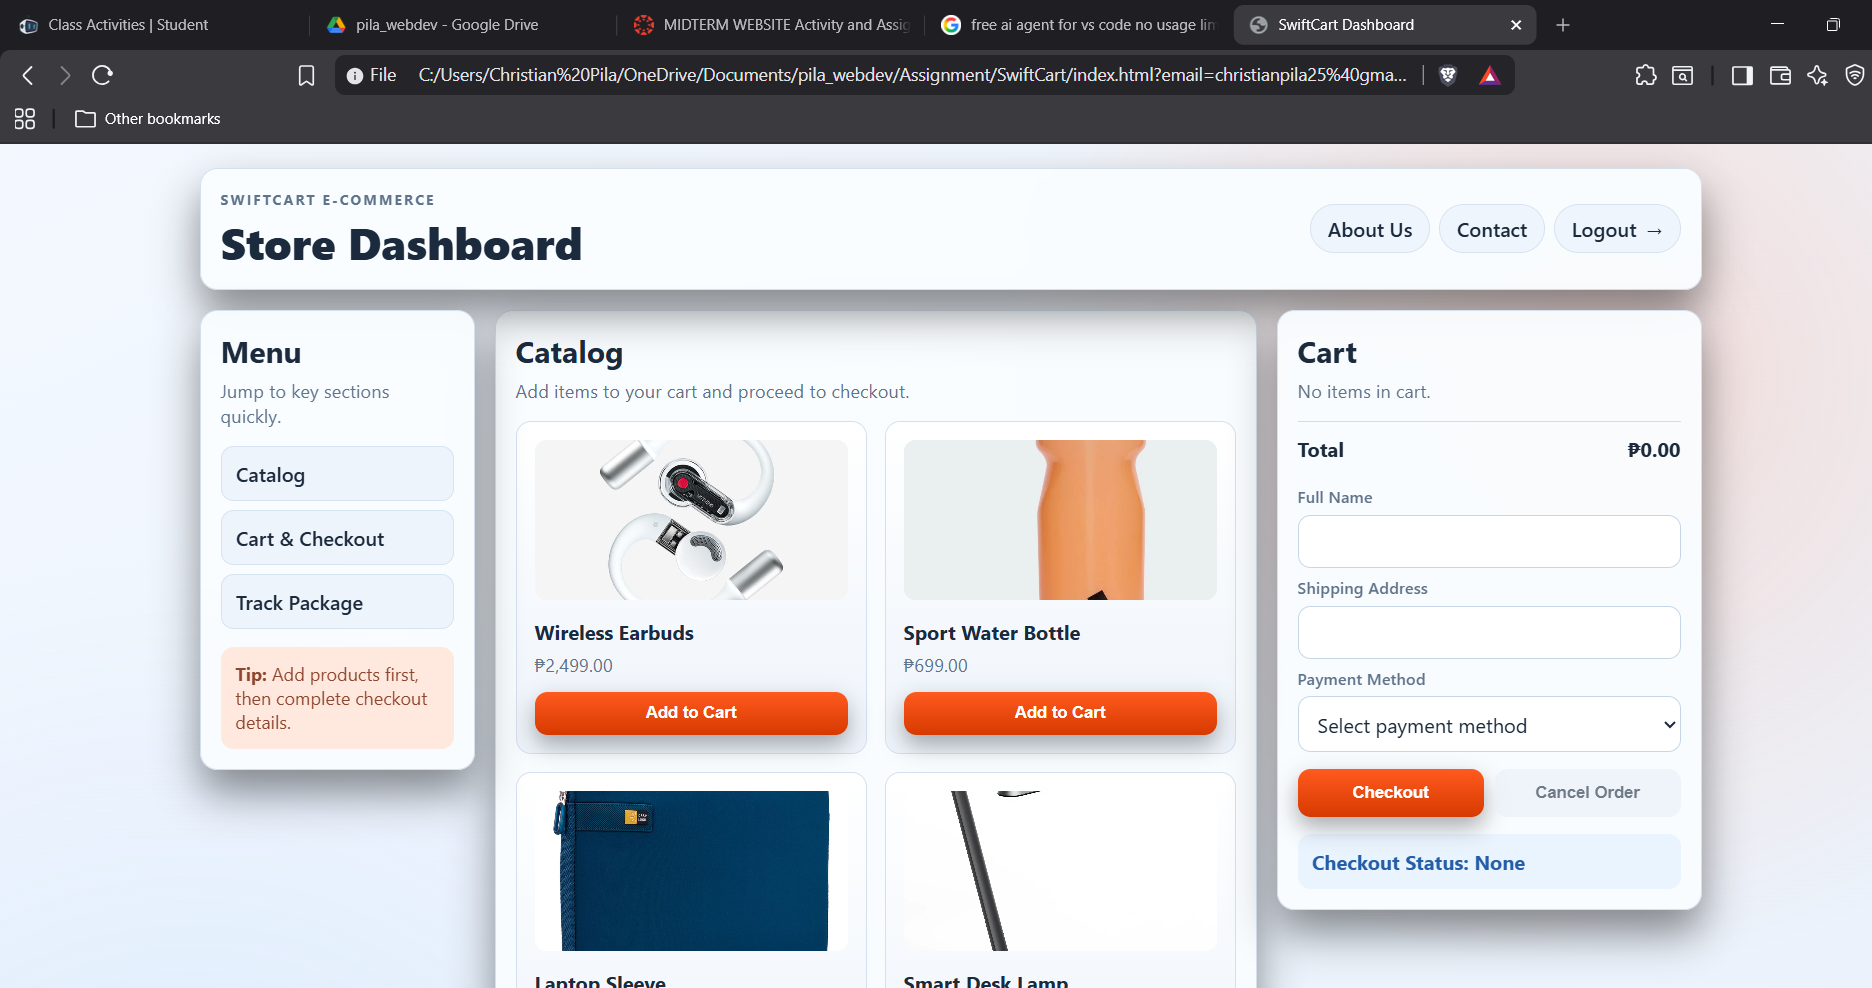 Class Activities | Student
pila_webdev - Google Drive
MIDTERM WEBSITE Activity and Assig
free ai agent for vs code no usage lim
SwiftCart Dashboard
File
C:/Users/Christian%20Pila/OneDrive/Documents/pila_webdev/Assignment/SwiftCart/index.html?email=christianpila25%40gma...
Other bookmarks
SWIFTCART E-COMMERCE
Store Dashboard
About Us
Contact
Logout →
Menu
Jump to key sections
quickly.
Catalog
Cart & Checkout
Track Package
Tip: Add products first,
then complete checkout
details.
Catalog
Add items to your cart and proceed to checkout.
Wireless Earbuds
₱2,499.00
Add to Cart
Sport Water Bottle
₱699.00
Add to Cart
Laptop Sleeve
Smart Desk Lamp
Cart
No items in cart.
Total
₱0.00
Full Name
Shipping Address
Payment Method
Select payment method
Checkout
Cancel Order
Checkout Status: None